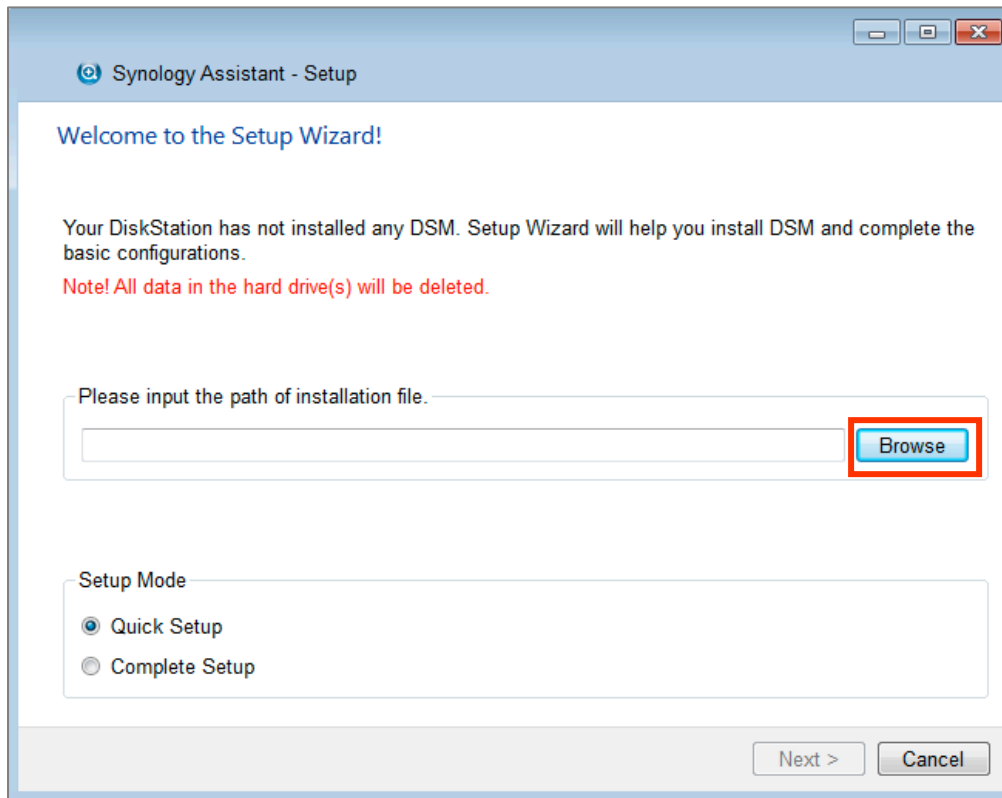 Synology Assistant - Setup
Welcome to the Setup Wizard!
Your DiskStation has not installed any DSM. Setup Wizard will help you install DSM and complete the
basic configurations.
Note! All data in the hard drive(s) will be deleted.
Please input the path of installation file.
Browse
Setup Mode
Quick Setup
Complete Setup
Next >
Cancel